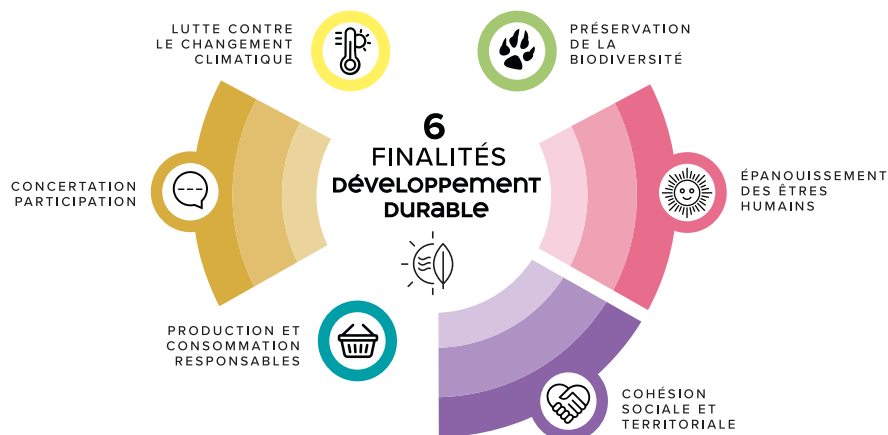 LUTTE CONTRE
LE CHANGEMENT
CLIMATIQUE
PRÉSERVATION
DE LA
BIODIVERSITÉ
6
FINALITÉS
DÉVELOPPEMENT
DURABLE
CONCERTATION
PARTICIPATION
ÉPANOUISSEMENT
DES ÊTRES
HUMAINS
PRODUCTION ET
CONSOMMATION
RESPONSABLES
COHÉSION
SOCIALE ET
TERRITORIALE